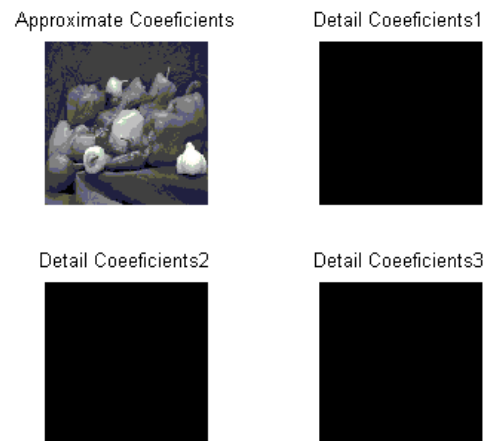 Approximate Coeeficients
Detail Coeeficients1
Detail Coeeficients2
Detail Coeeficients3